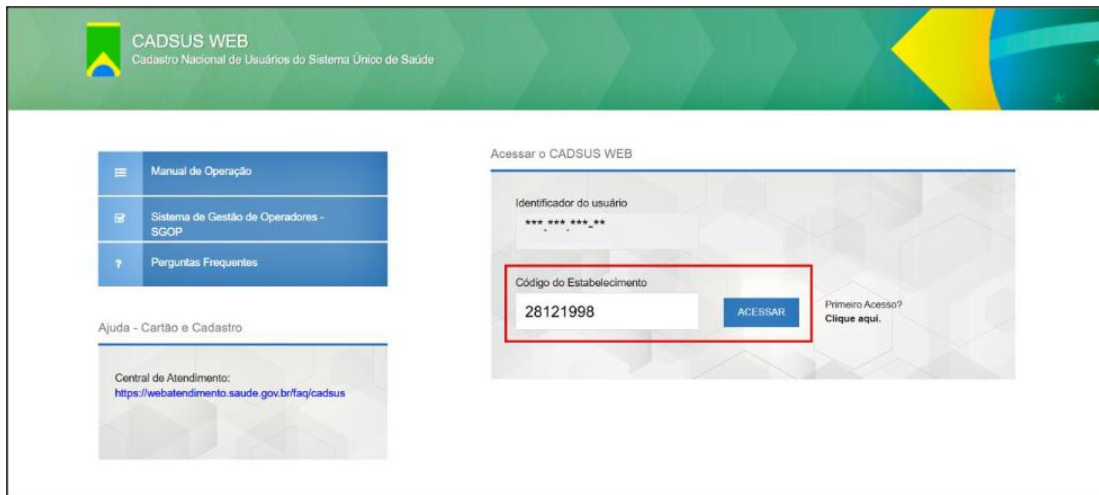 CADSUS WEB
Cadastro Nacional de Usuários do Sistema Único de Saúde
Manual de Operação
Sistema de Gestão de Operadores -
SGOP
Perguntas Frequentes
Ajuda - Cartão e Cadastro
Central de Atendimento:
https://webatendimento.saude.gov.br/faq/cadsus
Acessar o CADSUS WEB
Identificador do usuário
***.***.***-**
Código do Estabelecimento
28121998
ACESSAR
Primeiro Acesso?
Clique aqui.